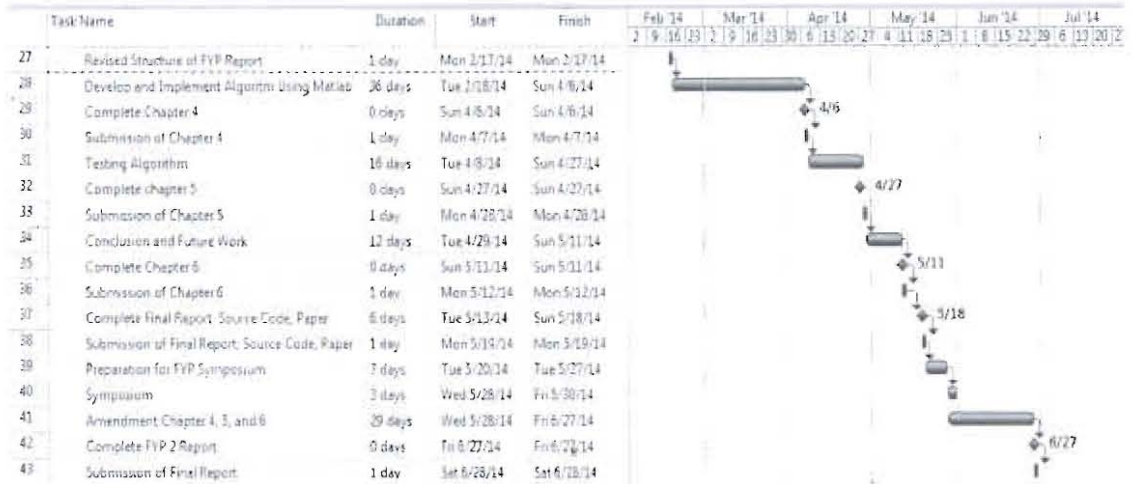 Task Name Duration Start Finish Feb '14 Mar '14 Apr '14 May '14 Jun '14 Jul '14
2 9 16 23 2 9 16 23 30 6 13 20 27 4 11 18 25 1 8 15 22 29 6 13 20 2
27 Revised Structure of FYP Report 1 day Mon 2/17/14 Mon 2/17/14
28 Develop and Implement Using Matlab 36 days Tue 2/18/14 Sun 4/6/14
29 Complete Chapter 4 0 days Sun 4/6/14 Sun 4/6/14 4/6
30 Submission of Chapter 4 1 day Mon 4/7/14 Mon 4/7/14
31 Testing Algorithm 16 days Tue 4/8/14 Sun 4/27/14
32 Complete chapter 5 0 days Sun 4/27/14 Sun 4/27/14 4/27
33 Submission of Chapter 5 1 day Mon 4/28/14 Mon 4/28/14
34 Conclusion and Future Work 12 days Tue 4/29/14 Sun 5/11/14
35 Complete Chapter 6 0 days Sun 5/11/14 Sun 5/11/14 5/11
36 Submission of Chapter 6 1 day Mon 5/12/14 Mon 5/12/14
37 Complete Final Report, Source Code, Paper 6 days Tue 5/13/14 Sun 5/18/14 5/18
38 Submission of Final Report, Source Code, Paper 1 day Mon 5/19/14 Mon 5/19/14
39 Preparation for FYP Symposium 7 days Tue 5/20/14 Tue 5/27/14
40 Symposium 3 days Wed 5/28/14 Fri 5/30/14
41 Amendment Chapter 4, 5, and 6 29 days Wed 5/28/14 Fri 6/27/14
42 Complete FYP 2 Report 0 days Fri 6/27/14 Fri 6/27/14 6/27
43 Submission of Final Report 1 day Sat 6/28/14 Sat 6/28/14